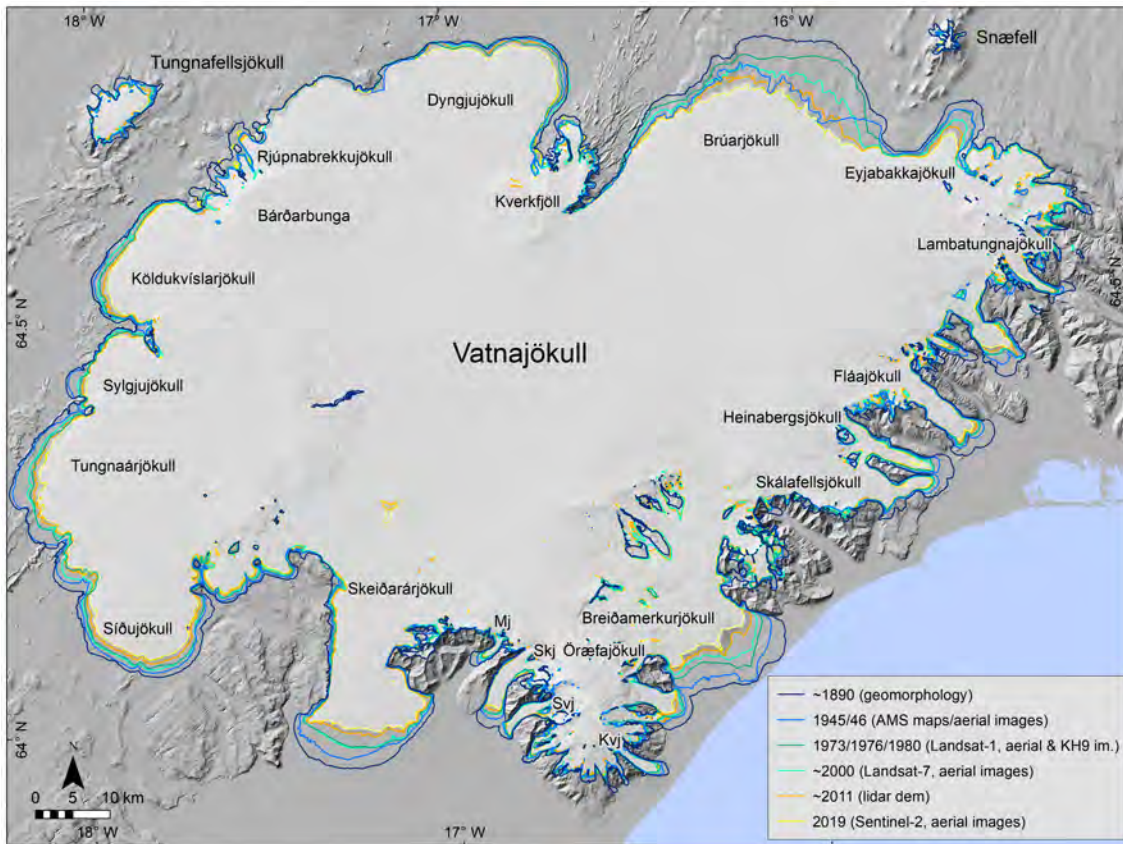 18° W
17° W
16° W
Snæfell
Tungnafellsjökull
Dyngjujökull
Brúarjökull
Rjúpnabrekkujökull
Eyjabakkajökull
Kverkfjöll
Bárðarbunga
Lambatungnajökull
Köldukvíslarjökull
64.5° N
64.5° N
Vatnajökull
Sylgjujökull
Fláajökull
Heinabergsjökull
Tungnaárjökull
Skálafellsjökull
Skeiðarárjökull
Breiðamerkurjökull
Síðujökull
Mj
Skj
Öræfajökull
Svj
Kvj
64° N
N
0 5 10 km
18° W
17° W
~1890 (geomorphology)
1945/46 (AMS maps/aerial images)
1973/1976/1980 (Landsat-1, aerial & KH9 im.)
~2000 (Landsat-7, aerial images)
~2011 (lidar dem)
2019 (Sentinel-2, aerial images)